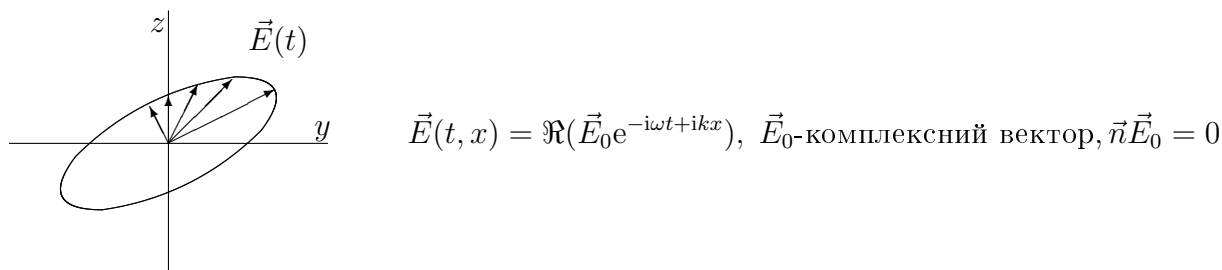 z
E⃗(t)
y
E⃗(t, x) = ℜ(E⃗₀e^{−iωt+ikx}), E⃗₀-комплексний вектор, n⃗E⃗₀ = 0